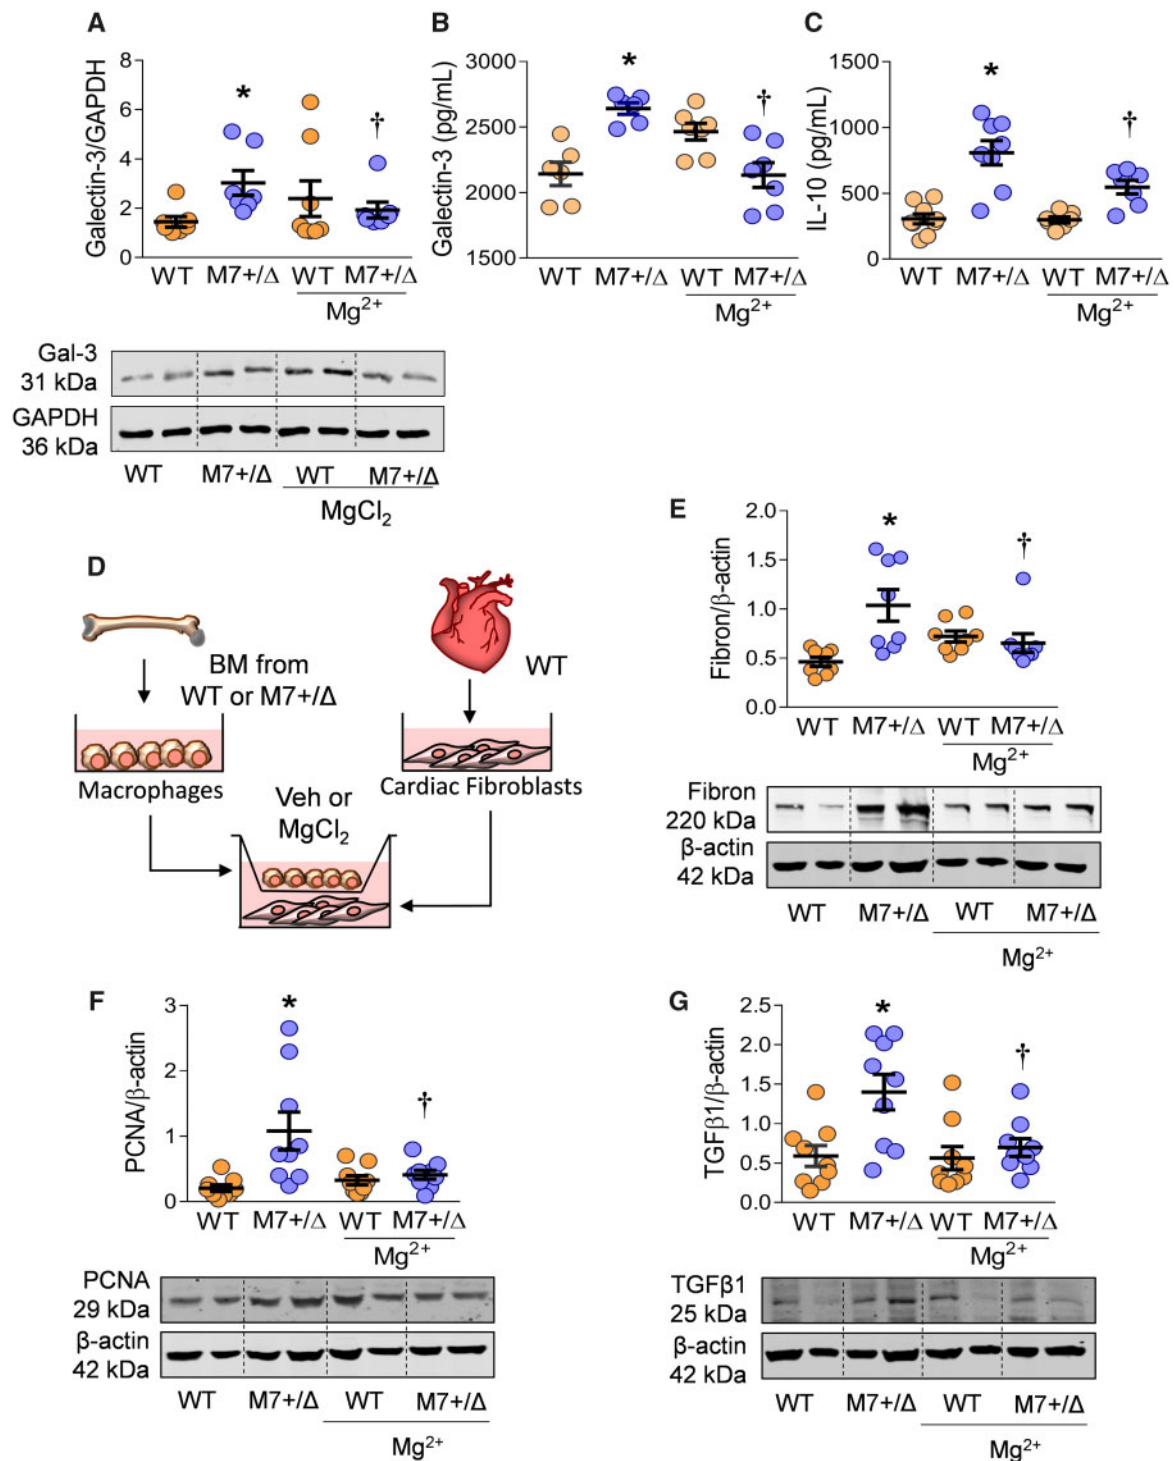 A
Galectin-3/GAPDH
8
6
4
2
0
*
†
WT M7+/Δ WT M7+/Δ
Mg2+
Gal-3
31 kDa
GAPDH
36 kDa
WT M7+/Δ WT M7+/Δ
MgCl2
B
Galectin-3 (pg/mL)
3000
2500
2000
1500
*
†
WT M7+/Δ WT M7+/Δ
Mg2+
C
IL-10 (pg/mL)
1500
1000
500
0
*
†
WT M7+/Δ WT M7+/Δ
Mg2+
D
BM from
WT or M7+/Δ
WT
Macrophages
Cardiac Fibroblasts
Veh or
MgCl2
E
Fibron/β-actin
2.0
1.5
1.0
0.5
0.0
*
†
WT M7+/Δ WT M7+/Δ
Mg2+
Fibron
220 kDa
β-actin
42 kDa
WT M7+/Δ WT M7+/Δ
Mg2+
F
PCNA/β-actin
3
2
1
0
*
†
WT M7+/Δ WT M7+/Δ
Mg2+
PCNA
29 kDa
β-actin
42 kDa
WT M7+/Δ WT M7+/Δ
Mg2+
G
TGFβ1/β-actin
2.5
2.0
1.5
1.0
0.5
0.0
*
†
WT M7+/Δ WT M7+/Δ
Mg2+
TGFβ1
25 kDa
β-actin
42 kDa
WT M7+/Δ WT M7+/Δ
Mg2+